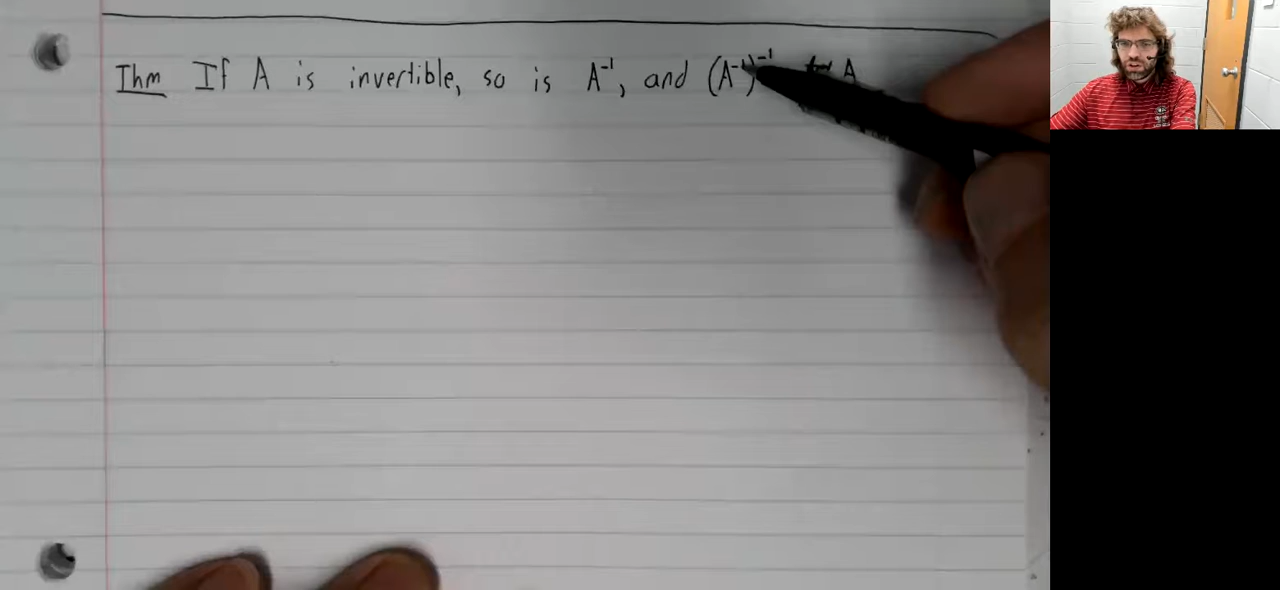 Thm If A is invertible, so is A⁻¹, and (A⁻¹)⁻¹ A